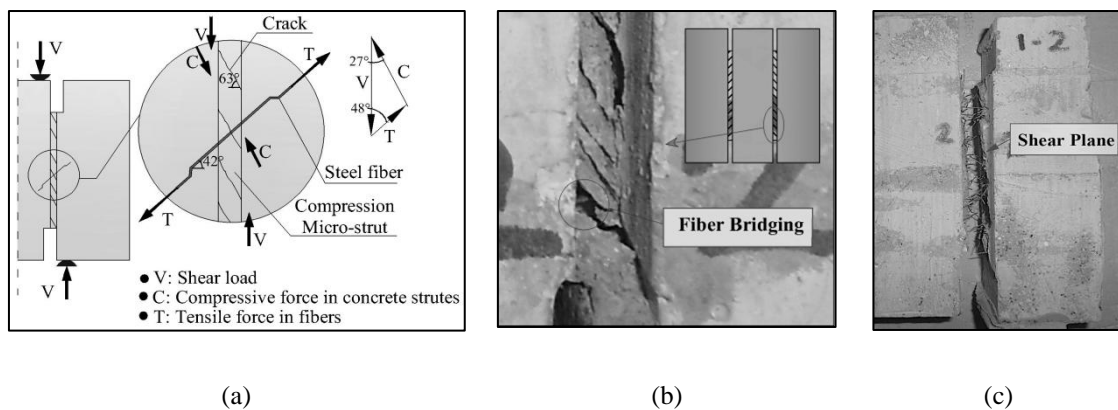 V
Crack
V
C
T
63°
27°
V
C
48°
T
C
42°
Steel fiber
T
Compression
Micro-strut
V
V
● V: Shear load
● C: Compressive force in concrete strutes
● T: Tensile force in fibers
Fiber Bridging
1-2
2
Shear Plane
(a)
(b)
(c)